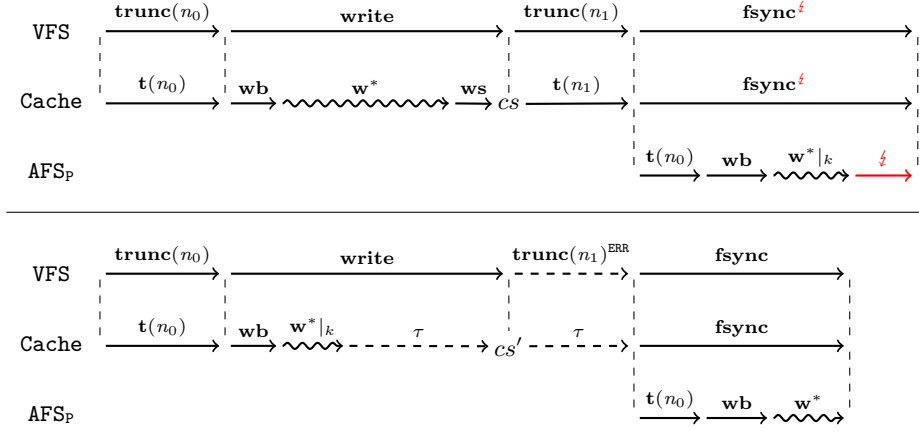 trunc(n₀) write trunc(n₁) fsync⚡
VFS
t(n₀) wb w* ws cs t(n₁) fsync⚡
Cache
t(n₀) wb w*|ₖ ⚡
AFSₚ
trunc(n₀) write trunc(n₁)ᴱᴿᴿ fsync
VFS
t(n₀) wb w*|ₖ τ cs′ τ fsync
Cache
t(n₀) wb w*
AFSₚ